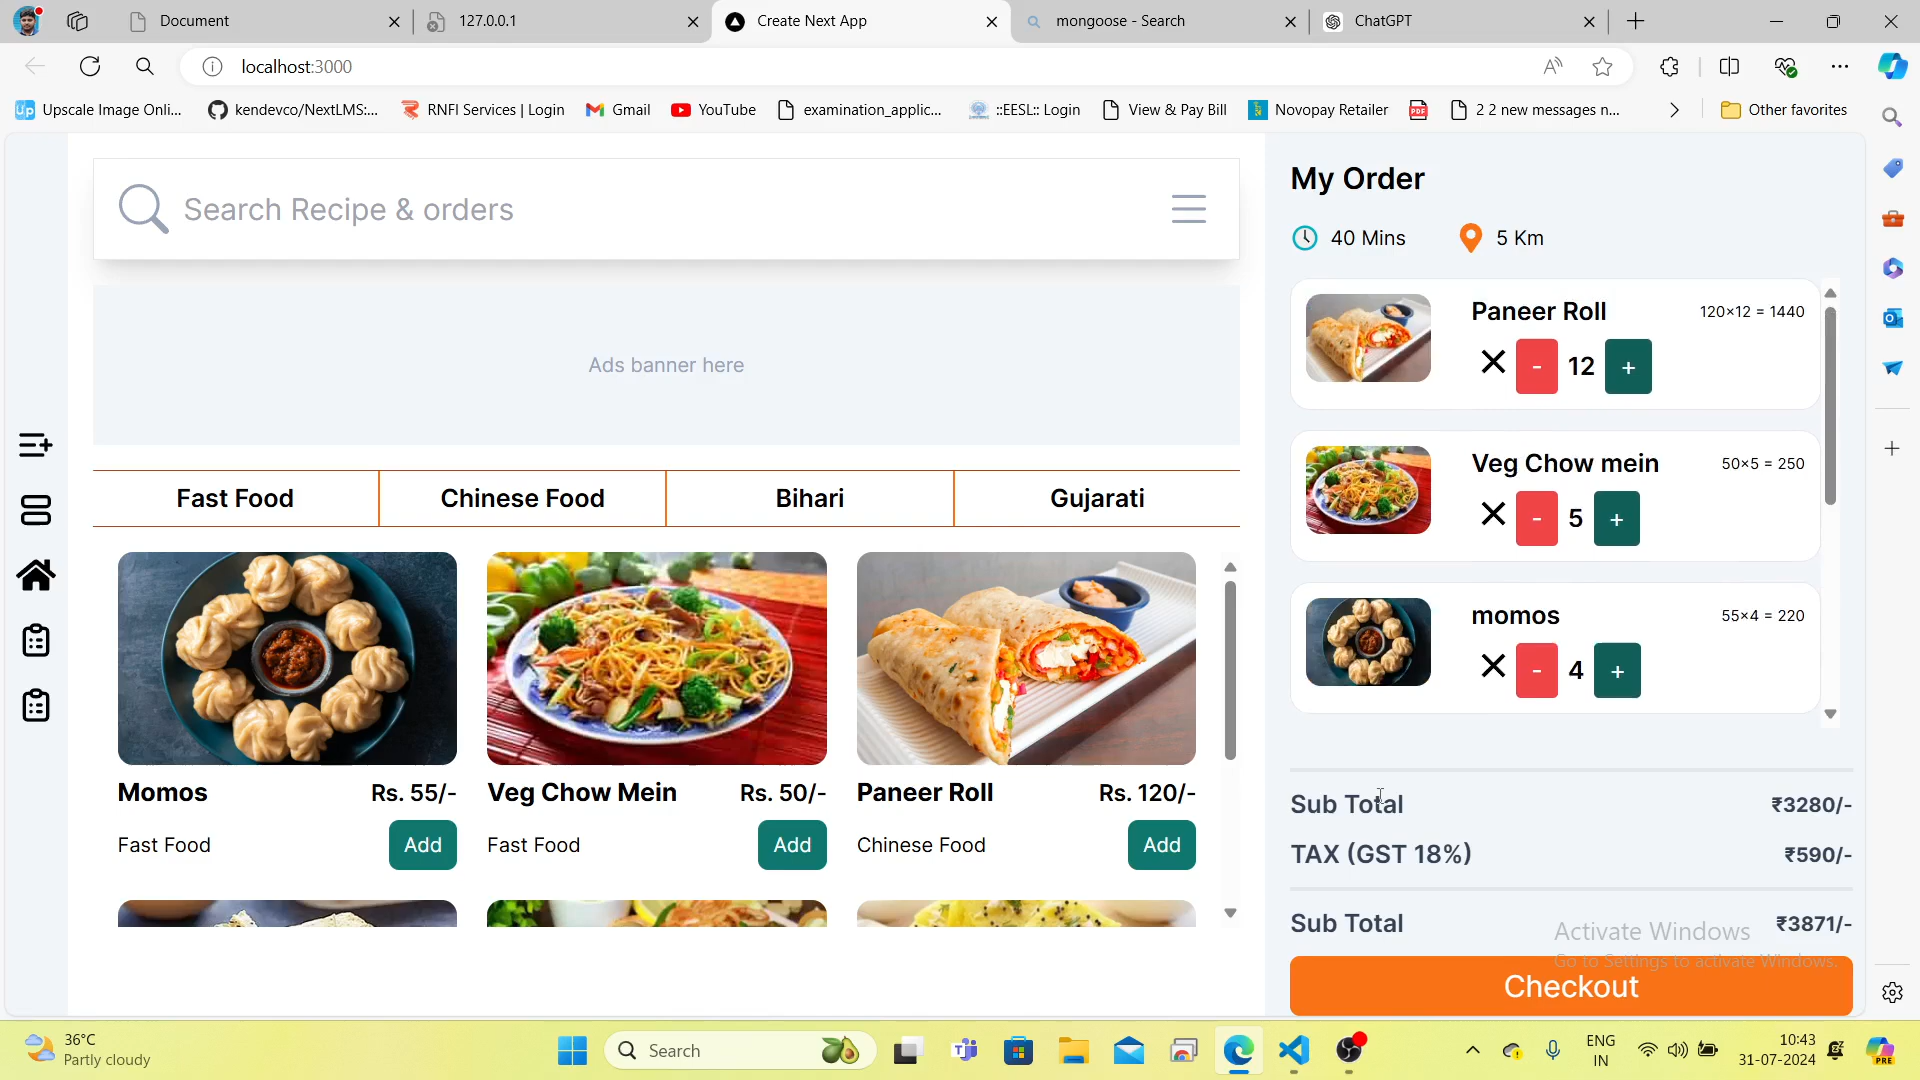 Document
127.0.0.1
Create Next App
mongoose - Search
ChatGPT
localhost:3000
Upscale Image Onli...
kendevco/NextLMS:...
RNFI Services | Login
Gmail
YouTube
examination_applic...
::EESL:: Login
View & Pay Bill
Novopay Retailer
PDF
2 2 new messages n...
Other favorites
Search Recipe & orders
Ads banner here
Fast Food
Chinese Food
Bihari
Gujarati
Momos
Rs. 55/-
Fast Food
Add
Veg Chow Mein
Rs. 50/-
Fast Food
Add
Paneer Roll
Rs. 120/-
Chinese Food
Add
My Order
40 Mins
5 Km
Paneer Roll
120×12 = 1440
- 12 +
Veg Chow mein
50×5 = 250
- 5 +
momos
55×4 = 220
- 4 +
Sub Total
₹3280/-
TAX (GST 18%)
₹590/-
Sub Total
₹3871/-
Activate Windows
Go to Settings to activate Windows.
Checkout
36°C
Partly cloudy
Search
ENG
IN
10:43
31-07-2024
PRE